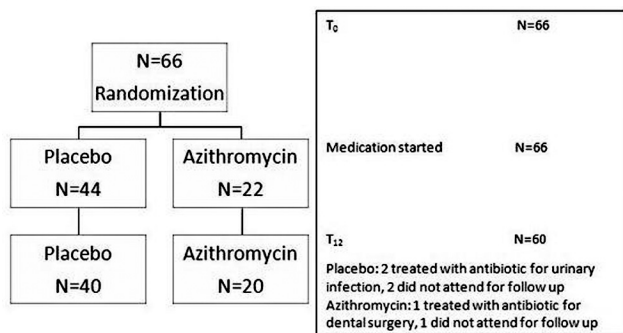 N=66
Randomization
Placebo
N=44
Azithromycin
N=22
Placebo
N=40
Azithromycin
N=20
T0 N=66
Medication started N=66
T12 N=60
Placebo: 2 treated with antibiotic for urinary
infection, 2 did not attend for follow up
Azithromycin: 1 treated with antibiotic for
dental surgery, 1 did not attend for follow up